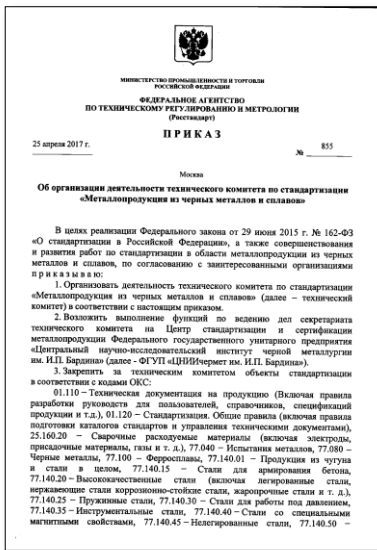 МИНИСТЕРСТВО ПРОМЫШЛЕННОСТИ И ТОРГОВЛИ
РОССИЙСКОЙ ФЕДЕРАЦИИ
ФЕДЕРАЛЬНОЕ АГЕНТСТВО
ПО ТЕХНИЧЕСКОМУ РЕГУЛИРОВАНИЮ И МЕТРОЛОГИИ
(Росстандарт)
ПРИКАЗ
25 апреля 2017 г.
№ 855
Москва
Об организации деятельности технического комитета по стандартизации
«Металлопродукция из черных металлов и сплавов»
В целях реализации Федерального закона от 29 июня 2015 г. № 162-ФЗ
«О стандартизации в Российской Федерации», а также совершенствования
и развития работ по стандартизации в области металлопродукции из черных
металлов и сплавов, по согласованию с заинтересованными организациями
приказываю:
1. Организовать деятельность технического комитета по стандартизации
«Металлопродукция из черных металлов и сплавов» (далее – технический
комитет) в соответствии с настоящим приказом.
2. Возложить выполнение функций по ведению дел секретариата
технического комитета на Центр стандартизации и сертификации
металлопродукции Федерального государственного унитарного предприятия
«Центральный научно-исследовательский институт черной металлургии
им. И.П. Бардина» (далее - ФГУП «ЦНИИчермет им. И.П. Бардина»).
3. Закрепить за техническим комитетом объекты стандартизации
в соответствии с кодами ОКС:
01.110 – Техническая документация на продукцию (Включая правила
разработки руководств для пользователей, справочников, спецификаций
продукции и т.д.), 01.120 – Стандартизация. Общие правила (включая правила
подготовки каталогов стандартов и управления техническими документами),
25.160.20 – Сварочные расходуемые материалы (включая электроды,
присадочные материалы, газы и т. д.), 77.040 – Испытания металлов, 77.080 –
Черные металлы, 77.100 – Ферросплавы, 77.140.01 – Продукция из чугуна
и стали в целом, 77.140.15 – Стали для армирования бетона,
77.140.20 – Высококачественные стали (включая легированные стали,
нержавеющие стали коррозионно-стойкие стали, жаропрочные стали и т. д.),
77.140.25 – Пружинные стали, 77.140.30 – Стали для работы под давлением,
77.140.35 – Инструментальные стали, 77.140.40 – Стали со специальными
магнитными свойствами, 77.140.45 – Нелегированные стали, 77.140.50 –